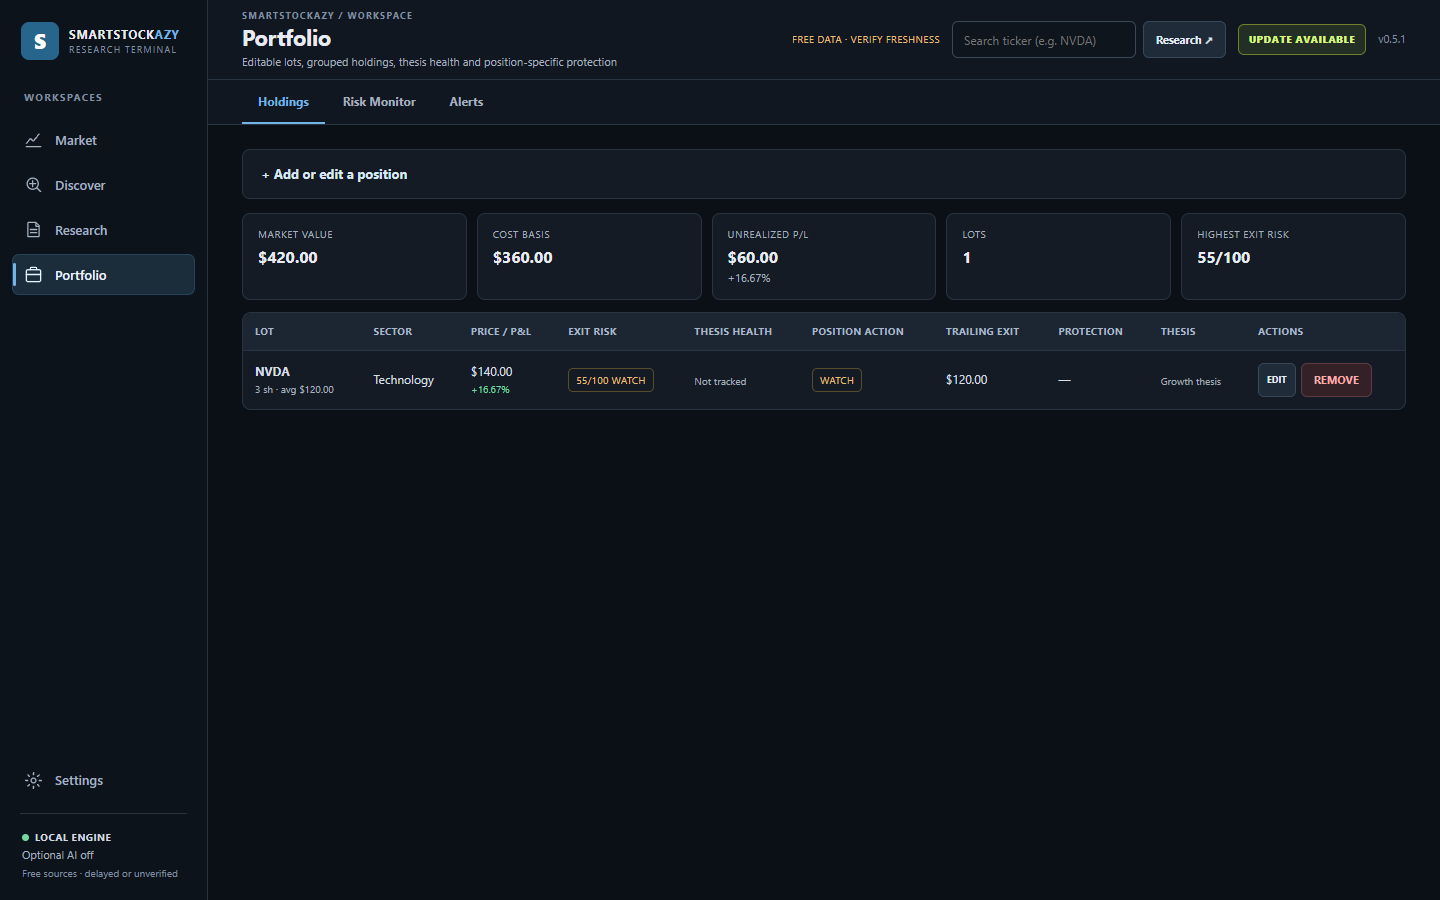 S
SMARTSTOCKAZY
RESEARCH TERMINAL
WORKSPACES
Market
Discover
Research
Portfolio
Settings
LOCAL ENGINE
Optional AI off
Free sources · delayed or unverified
SMARTSTOCKAZY / WORKSPACE
Portfolio
Editable lots, grouped holdings, thesis health and position-specific protection
FREE DATA · VERIFY FRESHNESS
Search ticker (e.g. NVDA)
Research ↗
UPDATE AVAILABLE
v0.5.1
Holdings Risk Monitor Alerts
+ Add or edit a position
MARKET VALUE
$420.00
COST BASIS
$360.00
UNREALIZED P/L
$60.00
+16.67%
LOTS
1
HIGHEST EXIT RISK
55/100
LOT SECTOR PRICE / P&L EXIT RISK THESIS HEALTH POSITION ACTION TRAILING EXIT PROTECTION THESIS ACTIONS
NVDA
3 sh · avg $120.00
Technology
$140.00
+16.67%
55/100 WATCH
Not tracked
WATCH
$120.00
—
Growth thesis
EDIT
REMOVE